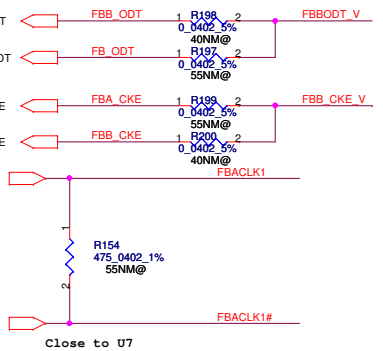 T FBB_ODT 1 R198 2 FBBODT_V
0_0402_5%
40NM@
OT FB_ODT 1 R197 2
0_0402_5%
55NM@
E FBA_CKE 1 R199 2 FBB_CKE_V
0_0402_5%
55NM@
E FBB_CKE 1 R200 2
0_0402_5%
40NM@
FBACLK1
1
R154
475_0402_1%
55NM@
2
FBACLK1#
Close to U7